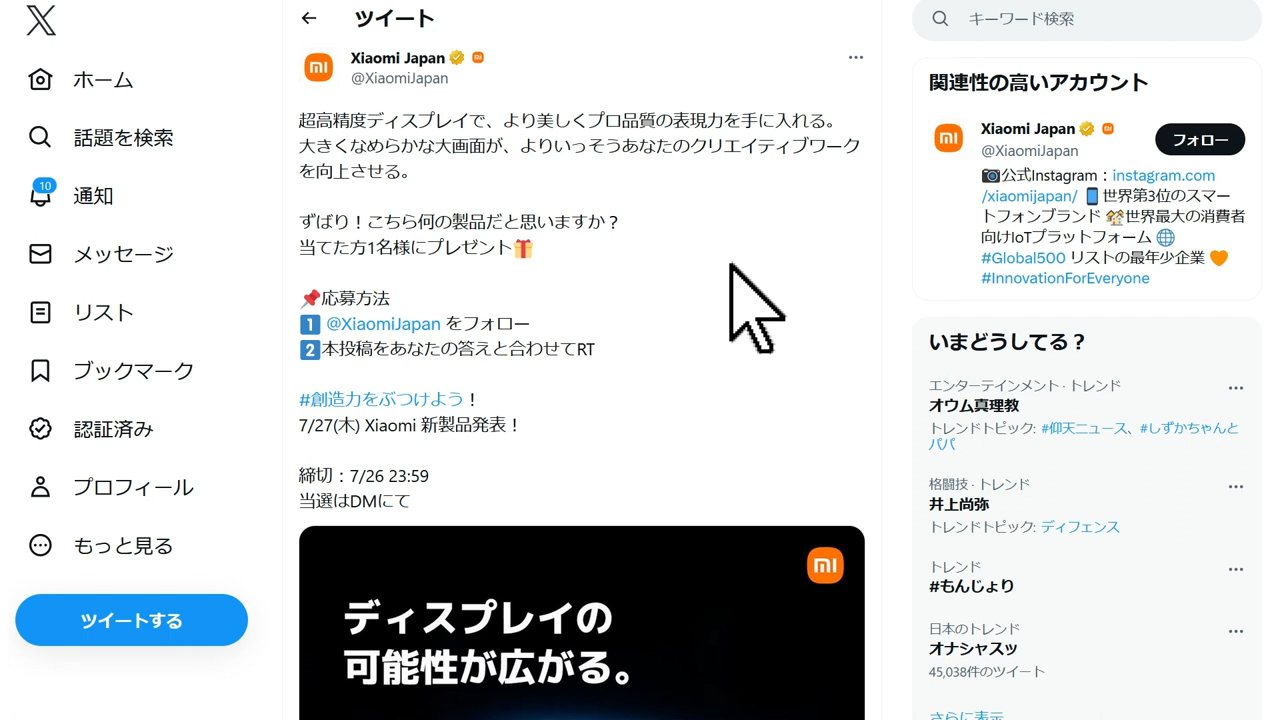 ホーム
話題を検索
10
通知
メッセージ
リスト
ブックマーク
認証済み
プロフィール
もっと見る
ツイートする
ツイート
Xiaomi Japan
@XiaomiJapan
超高精度ディスプレイで、より美しくプロ品質の表現力を手に入れる。
大きくなめらかな大画面が、よりいっそうあなたのクリエイティブワーク
を向上させる。
ずばり！こちら何の製品だと思いますか？
当てた方1名様にプレゼント🎁
📌応募方法
1️⃣ @XiaomiJapan をフォロー
2️⃣本投稿をあなたの答えと合わせてRT
#創造力をぶつけよう！
7/27(木) Xiaomi 新製品発表！
締切：7/26 23:59
当選はDMにて
mi
ディスプレイの
可能性が広がる。
キーワード検索
関連性の高いアカウント
Xiaomi Japan
@XiaomiJapan
フォロー
📷公式Instagram：instagram.com
/xiaomijapan/ 📱世界第3位のスマー
トフォンブランド 🏘世界最大の消費者
向けIoTプラットフォーム 🌐
#Global500 リストの最年少企業 🧡
#InnovationForEveryone
いまどうしてる？
エンターテインメント · トレンド
オウム真理教
トレンドトピック: #仰天ニュース、#しずかちゃんと
パパ
格闘技 · トレンド
井上尚弥
トレンドトピック: ディフェンス
トレンド
#もんじょり
日本のトレンド
オナシャスッ
45,038件のツイート
さらに表示